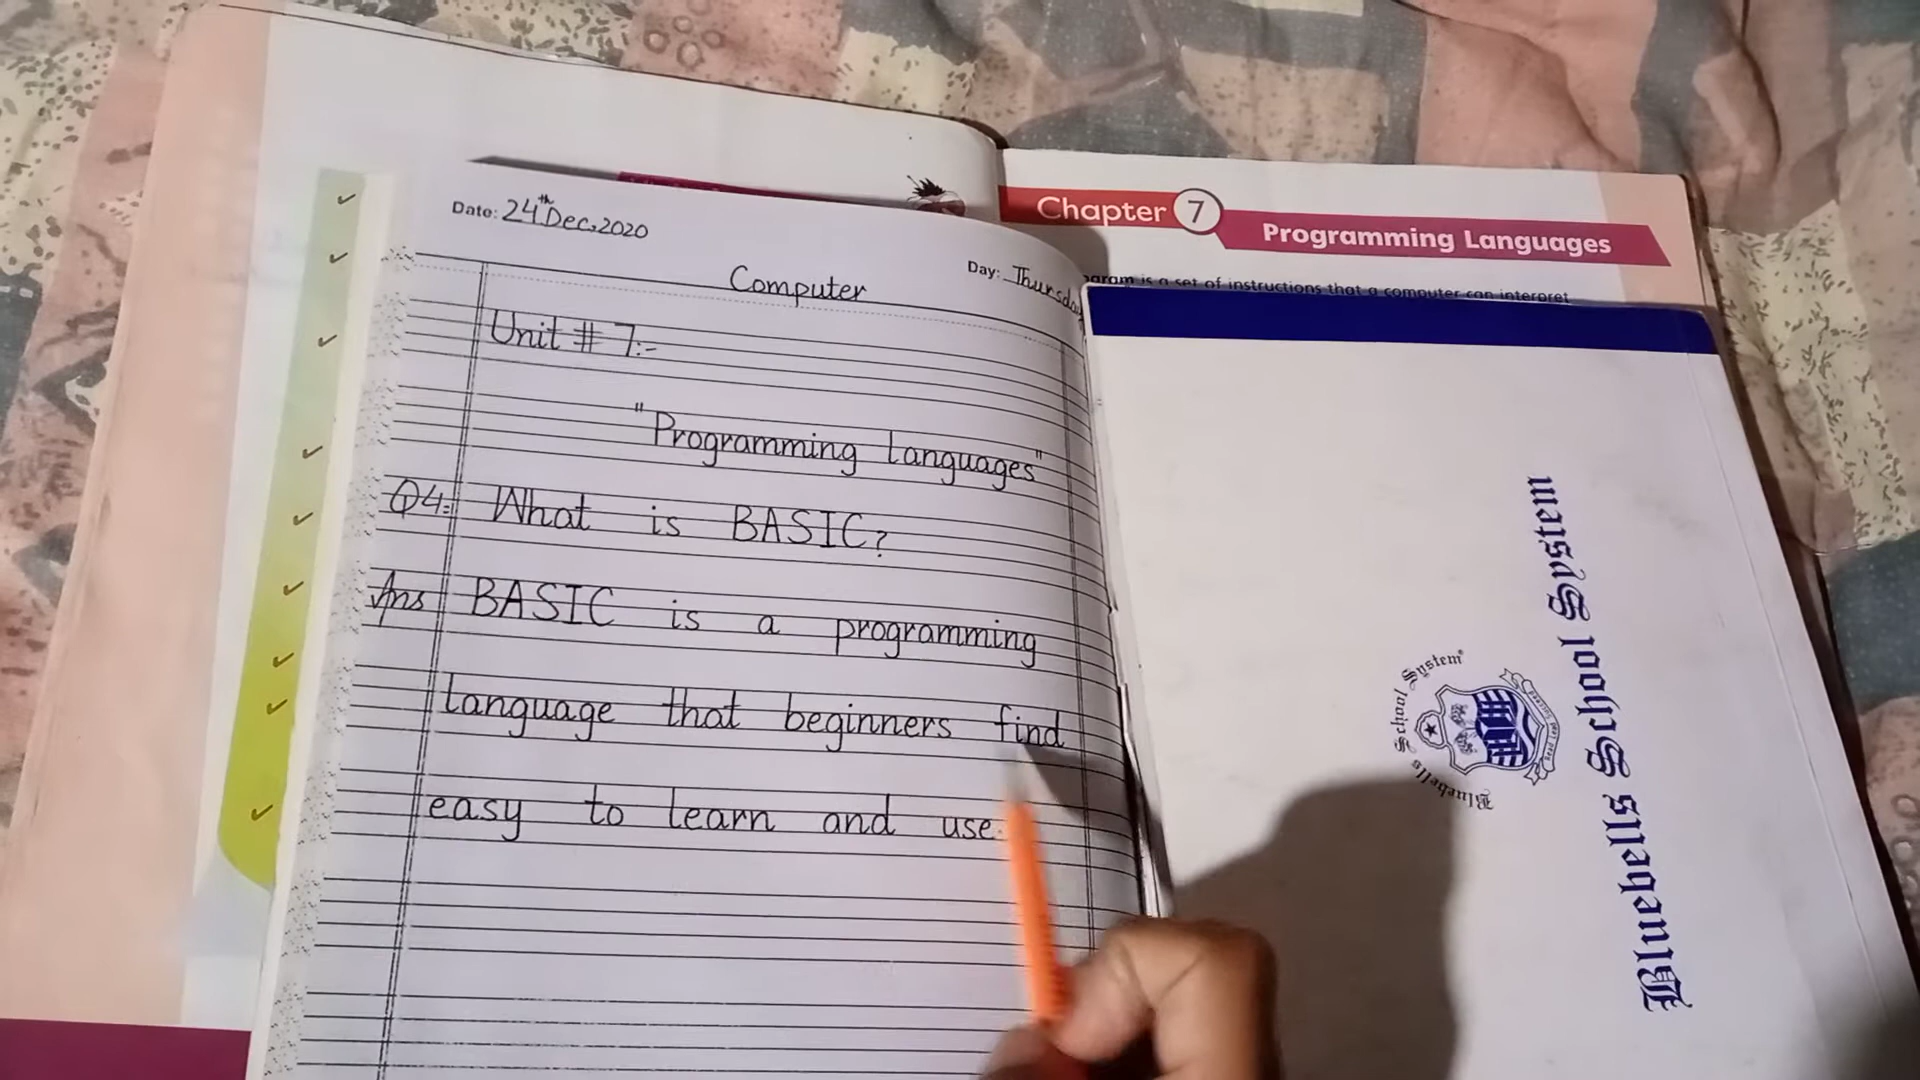 Chapter 7
Programming Languages
is a set of instructions that a computer can interpret
Date: 24th Dec, 2020
Day: Thursday
Computer
Unit # 7:-
"Programming Languages"
Q4: What is BASIC?
Ans BASIC is a programming
language that beginners find
easy to learn and use.
Bluebells School System
Bluebells School System